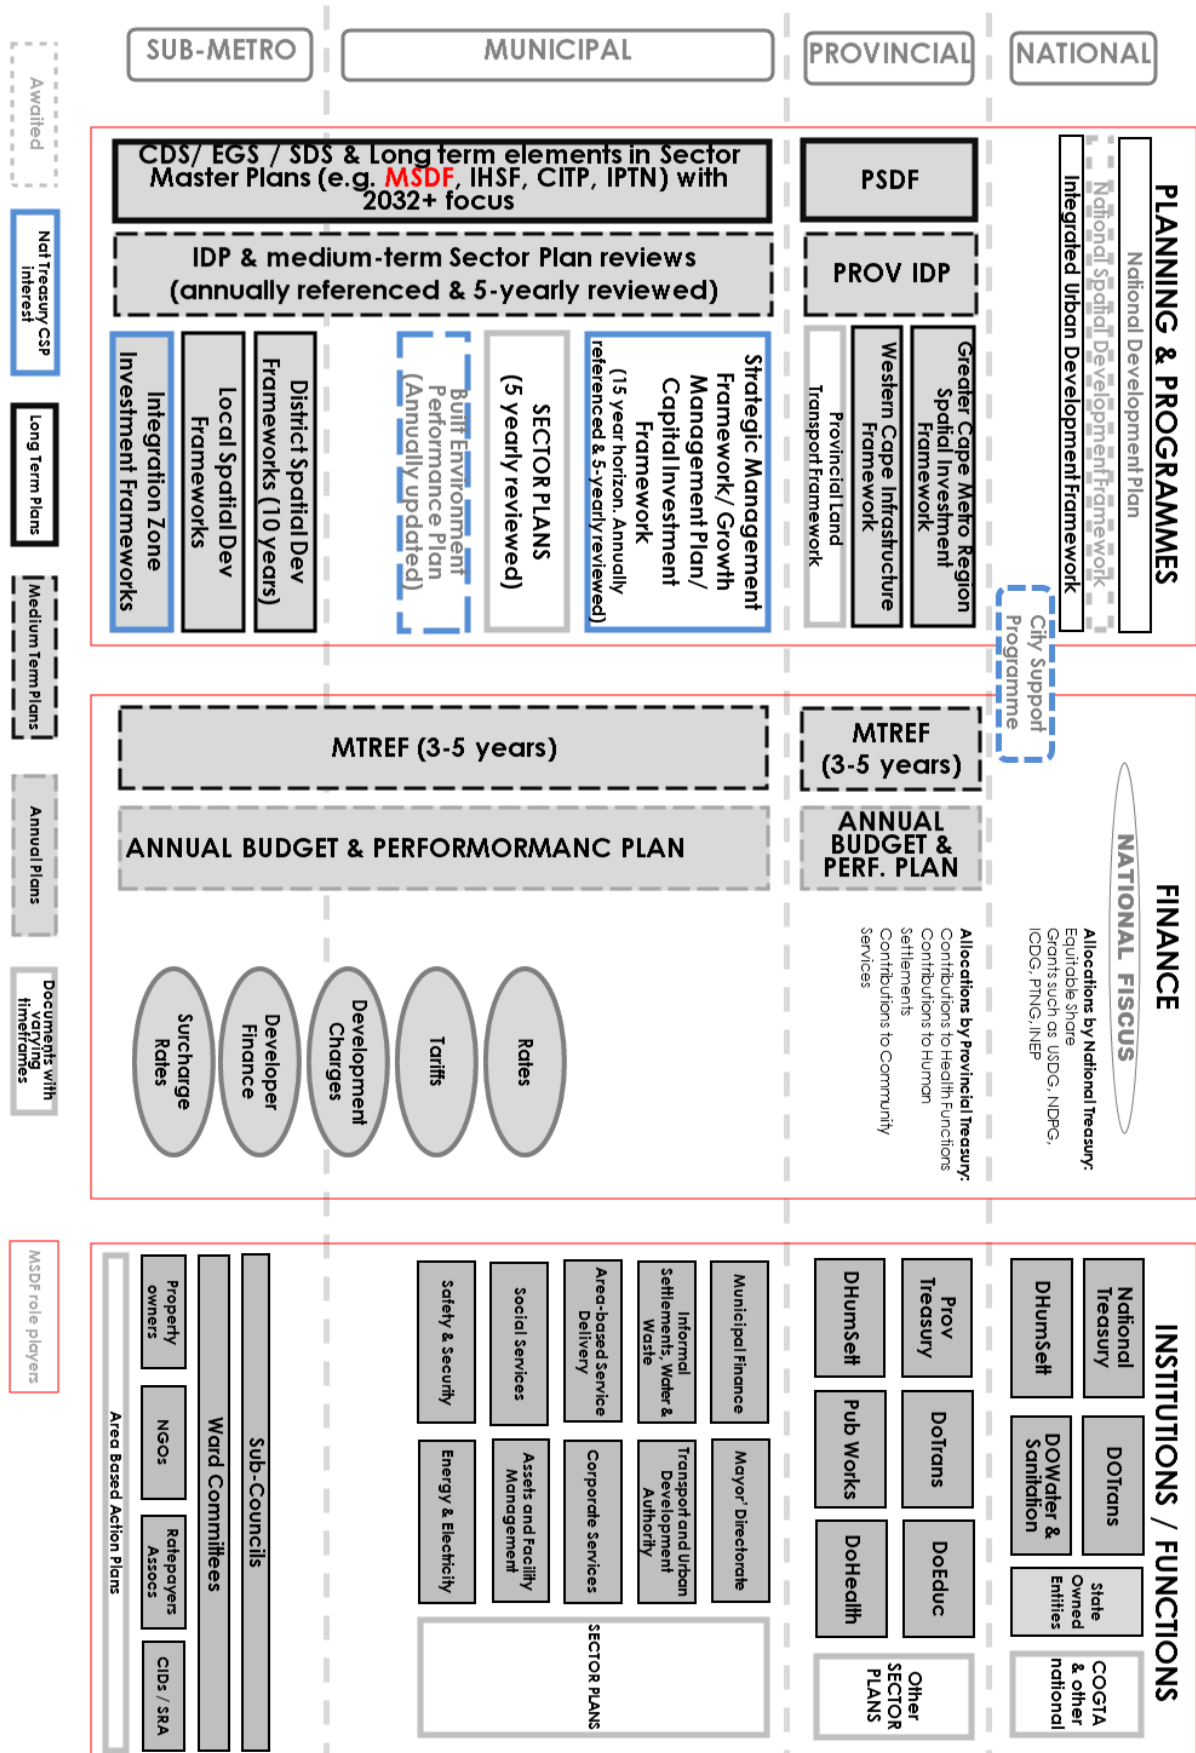 SUB-METRO
MUNICIPAL
PROVINCIAL
NATIONAL
PLANNING & PROGRAMMES
National Development Plan
National Spatial Development Framework
Integrated Urban Development Framework
City Support
Programme
PSDF
PROV IDP
Greater Cape Metro Region
Spatial Investment
Framework
Western Cape Infrastructure
Framework
Provincial Land
Transport Framework
CDS/ EGS / SDS & Long term elements in Sector
Master Plans (e.g. MSDF, IHSF, CITP, IPTN) with
2032+ focus
IDP & medium-term Sector Plan reviews
(annually referenced & 5-yearly reviewed)
Strategic Management
Framework/ Growth
Management Plan/
Capital Investment
Framework
(15 year horizon. Annually
referenced & 5-yearly reviewed)
SECTOR PLANS
(5 yearly reviewed)
Built Environment
Performance Plan
(Annually updated)
District Spatial Dev
Frameworks (10 years)
Local Spatial Dev
Frameworks
Integration Zone
Investment Frameworks
FINANCE
NATIONAL FISCUS
Allocations by National Treasury:
Equitable Share
Grants such as USDG, NDPG,
ICDG, PTNG, INEP
MTREF
(3-5 years)
ANNUAL
BUDGET &
PERF. PLAN
Allocations by Provincial Treasury:
Contributions to Health Functions
Contributions to Human
Settlements
Contributions to Community
Services
MTREF (3-5 years)
ANNUAL BUDGET & PERFORMORMANC PLAN
Rates
Tariffs
Development
Charges
Developer
Finance
Surcharge
Rates
INSTITUTIONS / FUNCTIONS
National
Treasury
DOTrans
State
Owned
Entities
COGTA
& other
national
DHumSett
DOWater &
Sanitation
Prov
Treasury
DoTrans
DoEduc
Other
SECTOR
PLANS
DHumSett
Pub Works
DoHealth
Municipal Finance
Mayor' Directorate
SECTOR PLANS
Informal
Settlements, Water &
Waste
Transport and Urban
Development
Authority
Area-based Service
Delivery
Corporate Services
Social Services
Assets and Facility
Management
Safety & Security
Energy & Electricity
Sub-Councils
Ward Committees
Property
owners
NGOs
Ratepayers
Assocs
CIDs / SRA
Area Based Action Plans
Awaited
Nat Treasury CSP
interest
Long Term Plans
Medium Term Plans
Annual Plans
Documents with
varying
timeframes
MSDF role players